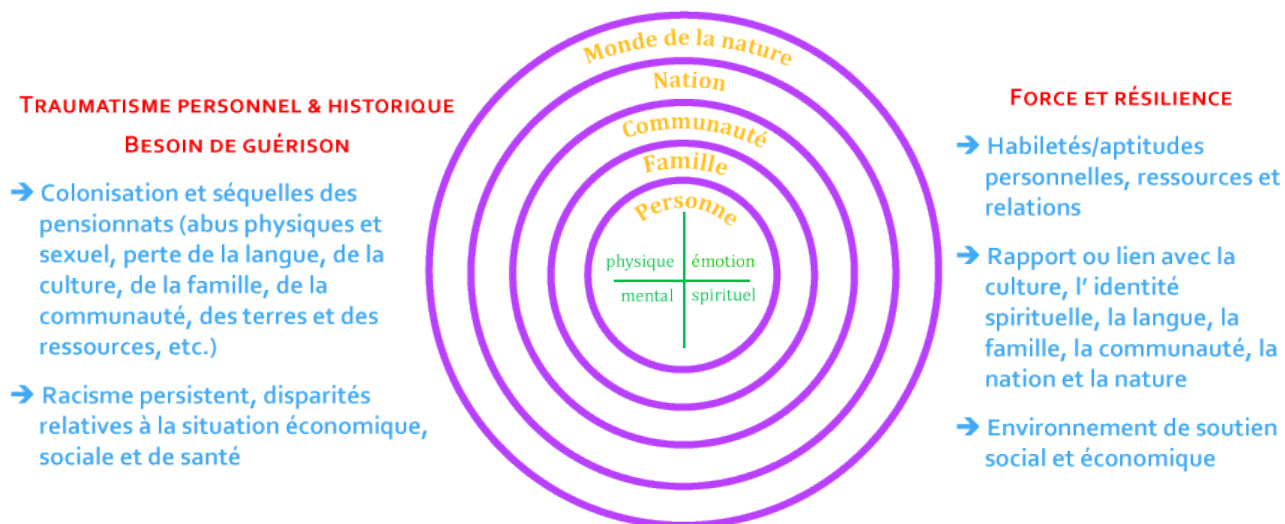 TRAUMATISME PERSONNEL & HISTORIQUE
BESOIN DE GUÉRISON
➔ Colonisation et séquelles des
pensionnats (abus physiques et
sexuel, perte de la langue, de la
culture, de la famille, de la
communauté, des terres et des
ressources, etc.)
➔ Racisme persistent, disparités
relatives à la situation économique,
sociale et de santé
Monde de la nature
Nation
Communauté
Famille
Personne
physique émotion
mental spirituel
FORCE ET RÉSILIENCE
➔ Habiletés/aptitudes
personnelles, ressources et
relations
➔ Rapport ou lien avec la
culture, l' identité
spirituelle, la langue, la
famille, la communauté, la
nation et la nature
➔ Environnement de soutien
social et économique